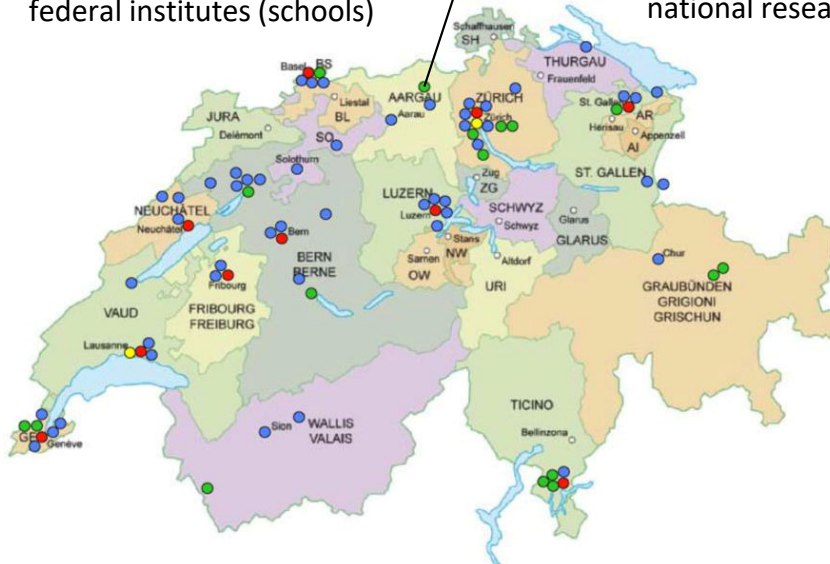 federal institutes (schools)
national resea
Schaffhausen
SH
Basel BS
THURGAU
Frauenfeld
Liestal
BL
AARGAU
Aarau
ZÜRICH
Zürich
St. Gallen
AR
Herisau
Appenzell
AI
JURA
Delémont
SO
Solothurn
Zug
ZG
ST. GALLEN
LUZERN
Luzern
SCHWYZ
Schwyz
Glarus
GLARUS
NEUCHÂTEL
Neuchâtel
Bern
BERN
BERNE
Stans
NW
Sarnen
OW
Altdorf
URI
Chur
GRAUBÜNDEN
GRIGIONI
GRISCHUN
Fribourg
FRIBOURG
FREIBURG
VAUD
Lausanne
TICINO
Bellinzona
Sion
WALLIS
VALAIS
GE
Genève